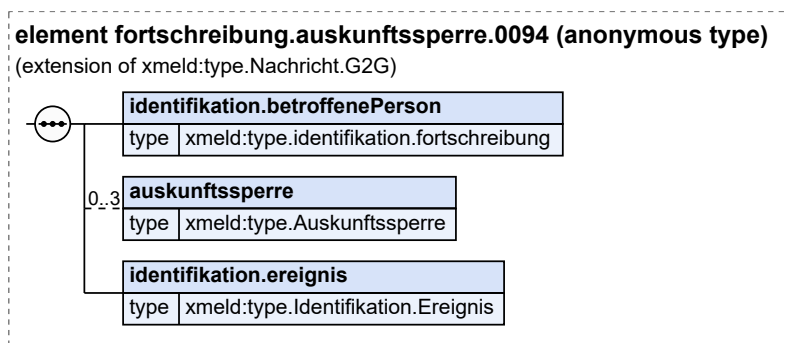 element fortschreibung.auskunftssperre.0094 (anonymous type)
(extension of xmeld:type.Nachricht.G2G)
identifikation.betroffenePerson
type xmeld:type.identifikation.fortschreibung
0..3 auskunftssperre
type xmeld:type.Auskunftssperre
identifikation.ereignis
type xmeld:type.Identifikation.Ereignis